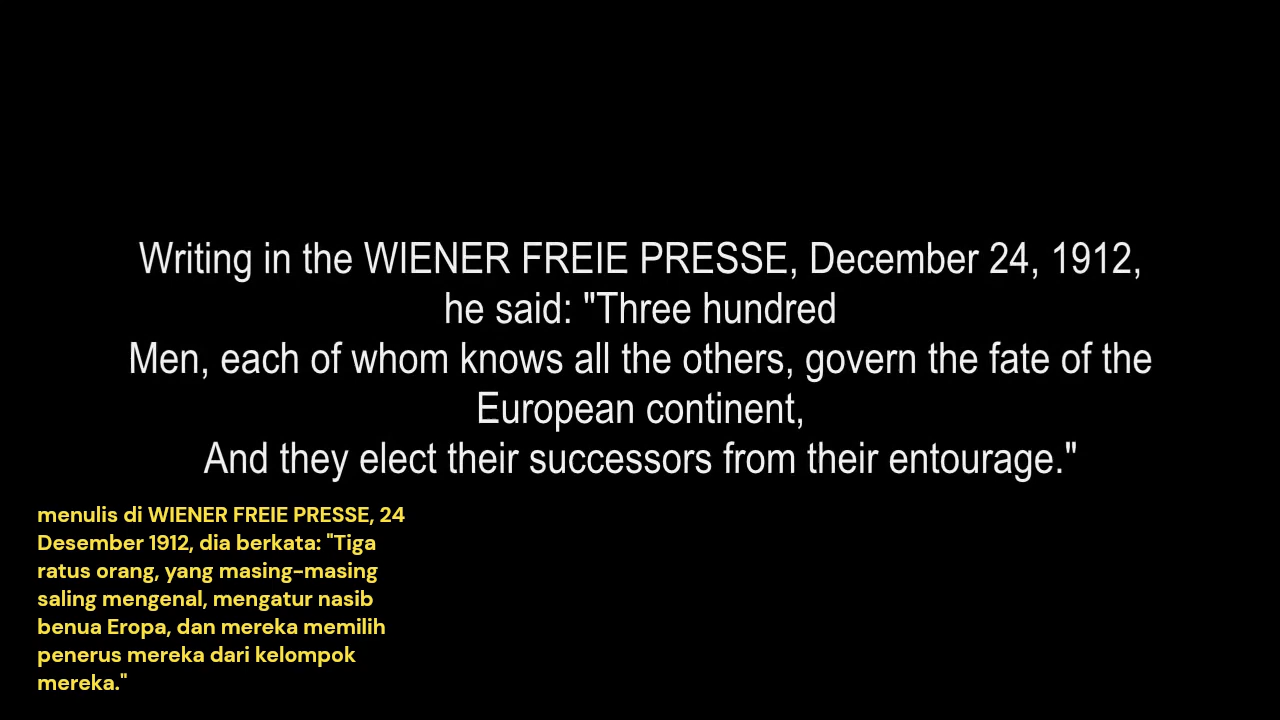 Writing in the WIENER FREIE PRESSE, December 24, 1912,
he said: "Three hundred
Men, each of whom knows all the others, govern the fate of the
European continent,
And they elect their successors from their entourage."
menulis di WIENER FREIE PRESSE, 24
Desember 1912, dia berkata: "Tiga
ratus orang, yang masing-masing
saling mengenal, mengatur nasib
benua Eropa, dan mereka memilih
penerus mereka dari kelompok
mereka."